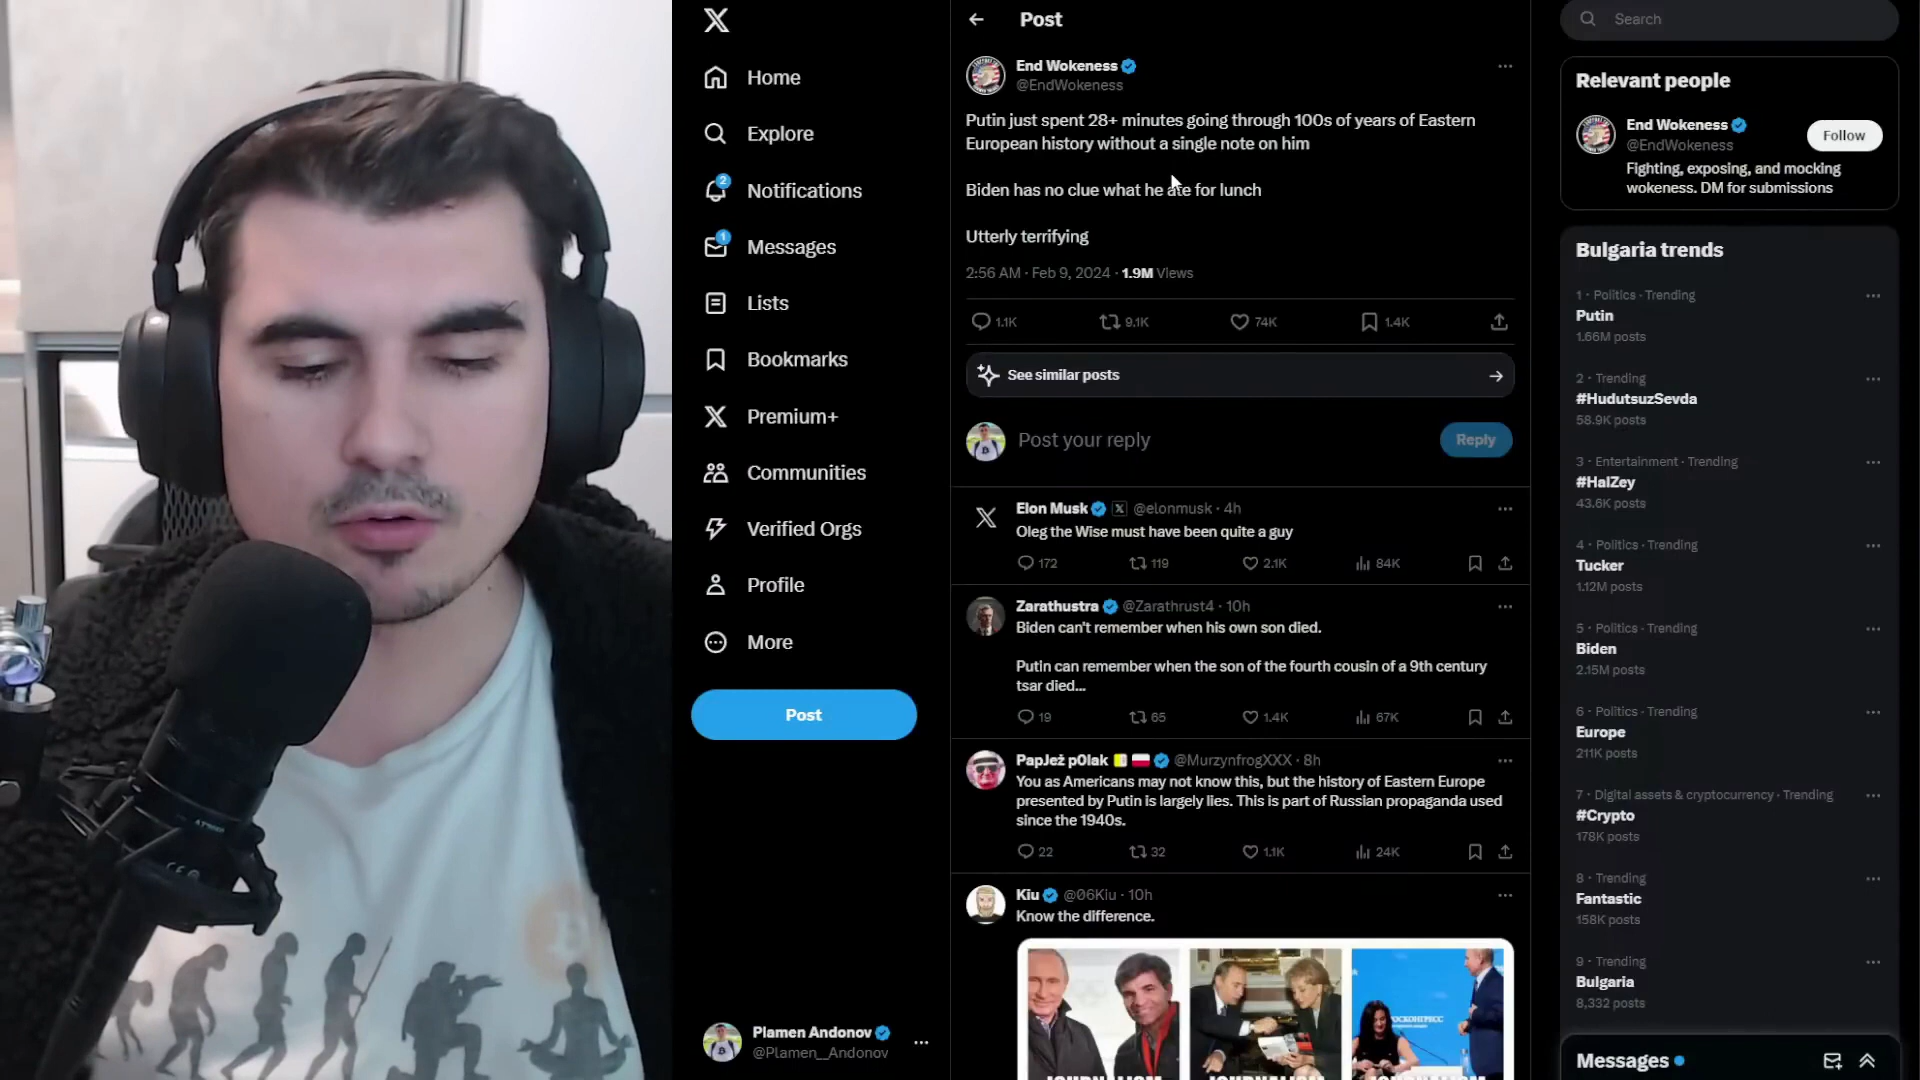 Post
Search
End Wokeness
@EndWokeness
Putin just spent 28+ minutes going through 100s of years of Eastern
European history without a single note on him
Biden has no clue what he ate for lunch
Utterly terrifying
2:56 AM · Feb 9, 2024 · 1.9M Views
1.1K 9.1K 74K 1.4K
See similar posts
Post your reply
Reply
Elon Musk @elonmusk · 4h
Oleg the Wise must have been quite a guy
172 119 2.1K 84K
Zarathustra @Zarathrust4 · 10h
Biden can't remember when his own son died.
Putin can remember when the son of the fourth cousin of a 9th century
tsar died...
19 65 1.4K 67K
PapJeż p0lak @MurzynfrogXXX · 8h
You as Americans may not know this, but the history of Eastern Europe
presented by Putin is largely lies. This is part of Russian propaganda used
since the 1940s.
22 32 1.1K 24K
Kiu @06Kiu · 10h
Know the difference.
РОСКОНГРЕСС
JOURNALISM JOURNALISM JOURNALISM
Home
Explore
2
Notifications
1
Messages
Lists
Bookmarks
Premium+
Communities
Verified Orgs
Profile
More
Post
Plamen Andonov
@Plamen__Andonov
Relevant people
End Wokeness
@EndWokeness
Follow
Fighting, exposing, and mocking
wokeness. DM for submissions
Bulgaria trends
1 · Politics · Trending
Putin
1.66M posts
2 · Trending
#HudutsuzSevda
58.9K posts
3 · Entertainment · Trending
#HalZey
43.6K posts
4 · Politics · Trending
Tucker
1.12M posts
5 · Politics · Trending
Biden
2.15M posts
6 · Politics · Trending
Europe
211K posts
7 · Digital assets & cryptocurrency · Trending
#Crypto
178K posts
8 · Trending
Fantastic
158K posts
9 · Trending
Bulgaria
8,332 posts
Messages